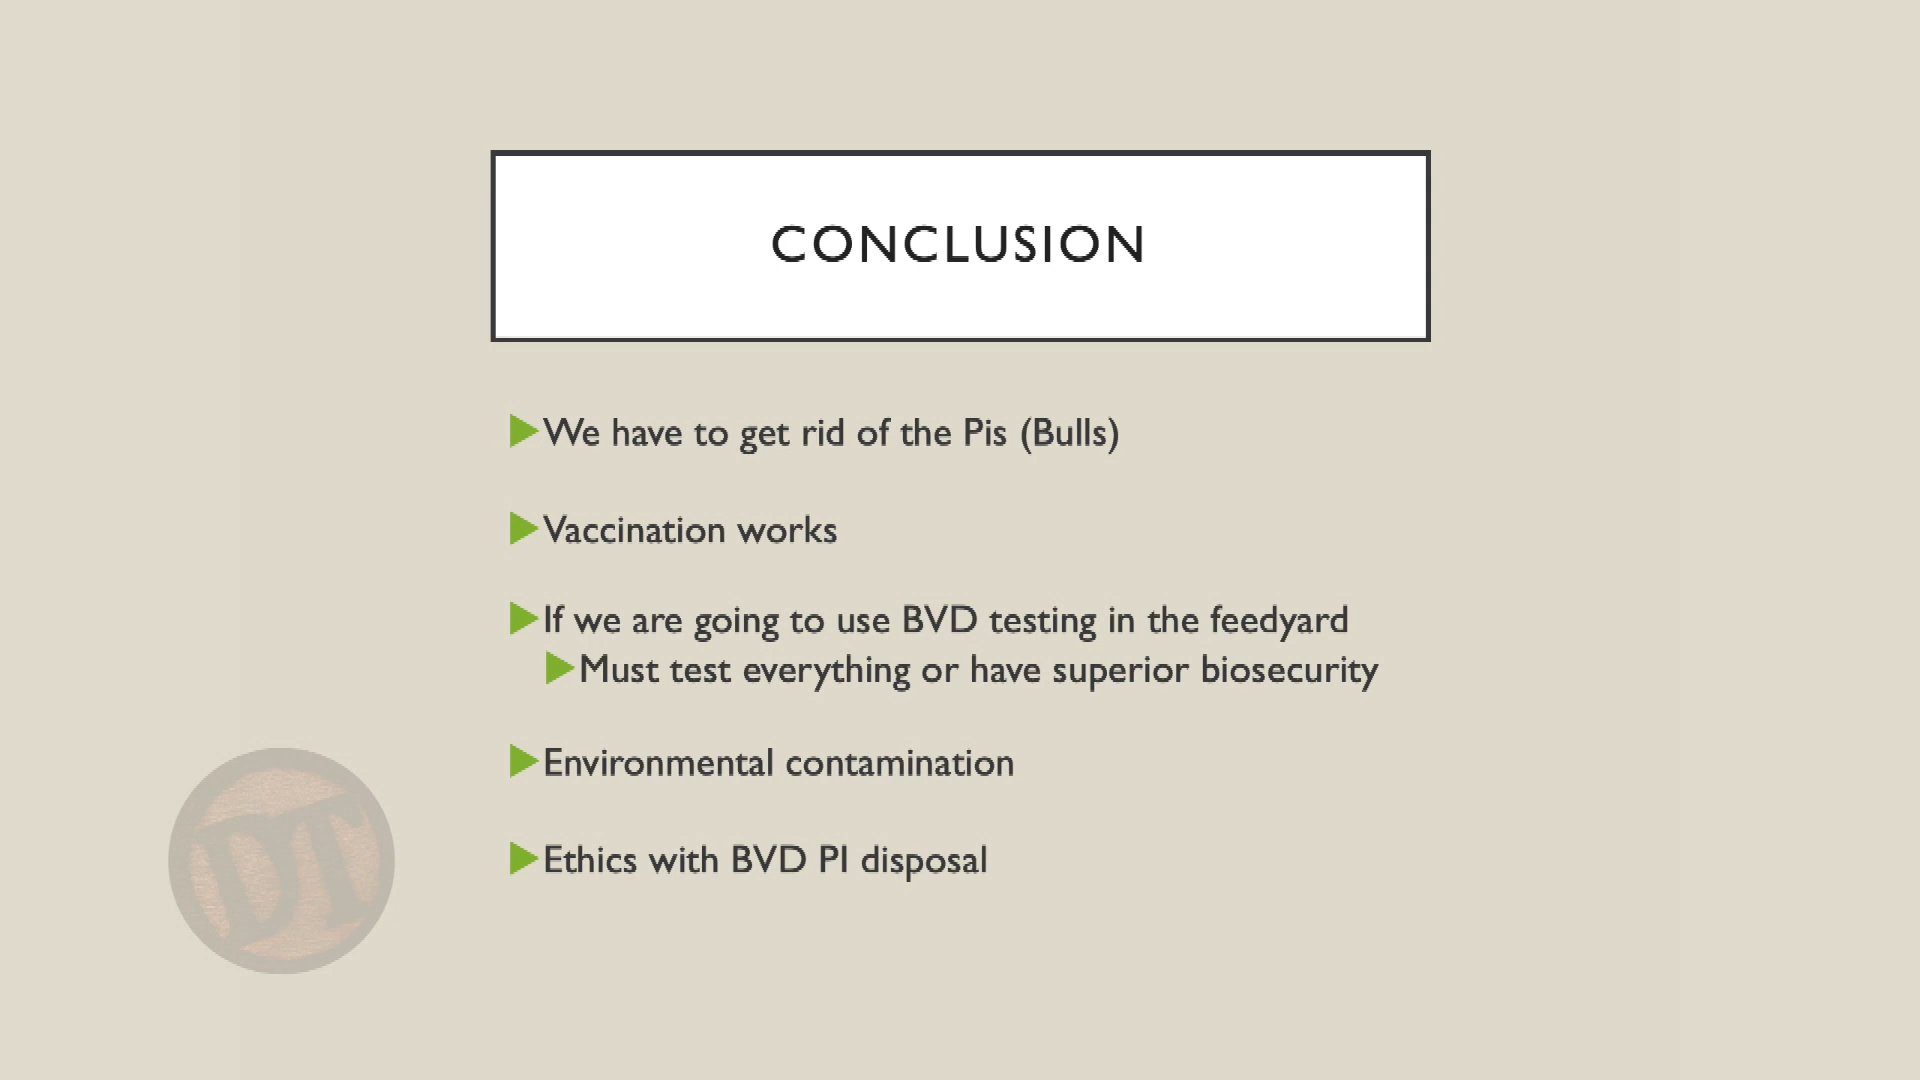 CONCLUSION
We have to get rid of the Pis (Bulls)
Vaccination works
If we are going to use BVD testing in the feedyard
Must test everything or have superior biosecurity
Environmental contamination
Ethics with BVD PI disposal
DT